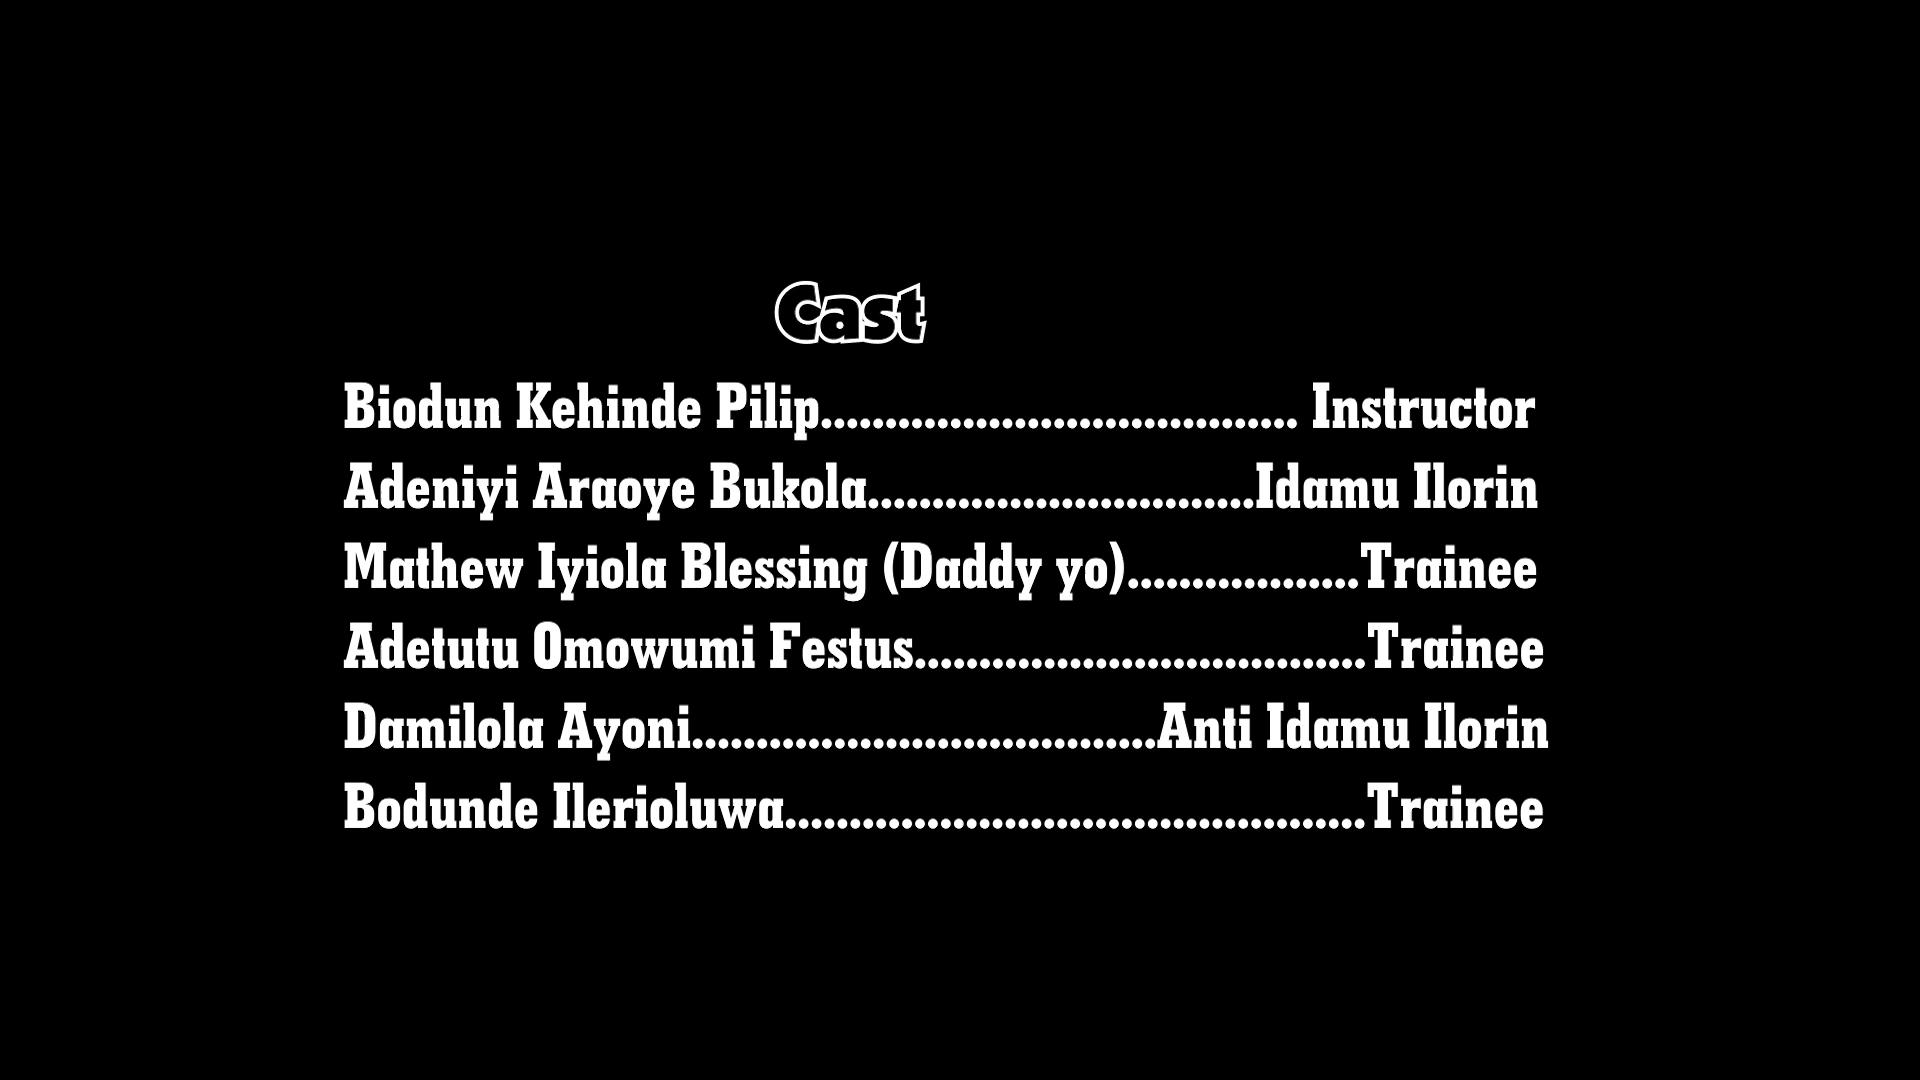 Cast
Biodun Kehinde Pilip..................................... Instructor
Adeniyi Araoye Bukola..............................Idamu Ilorin
Mathew Iyiola Blessing (Daddy yo)..................Trainee
Adetutu Omowumi Festus...................................Trainee
Damilola Ayoni....................................Anti Idamu Ilorin
Bodunde Ilerioluwa.............................................Trainee